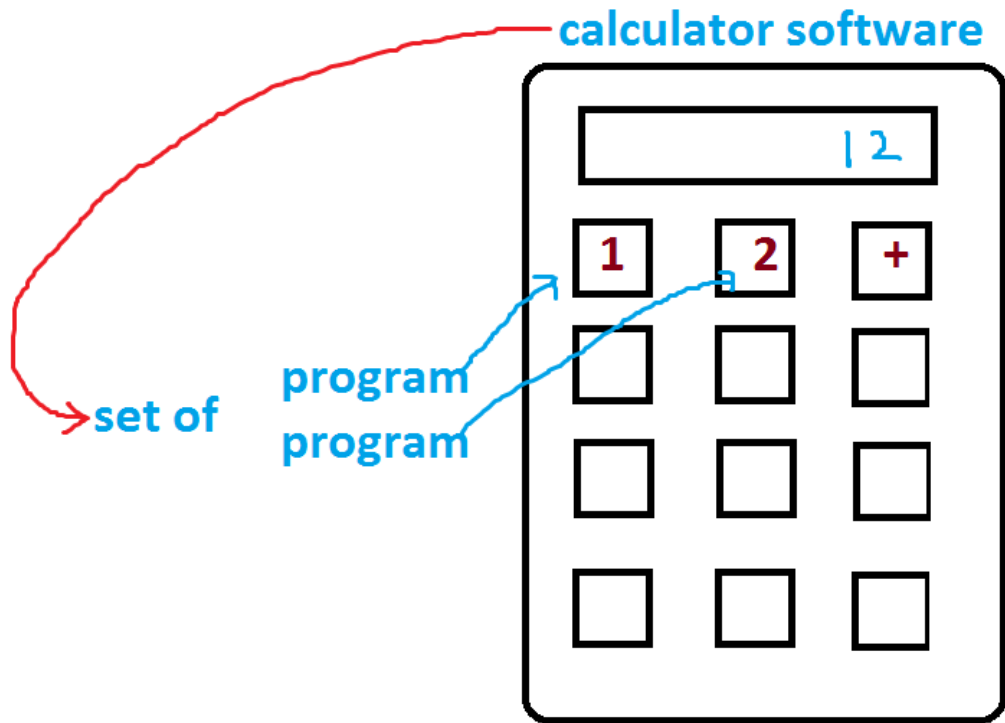 calculator software
12
1 2 +
program
set of
program